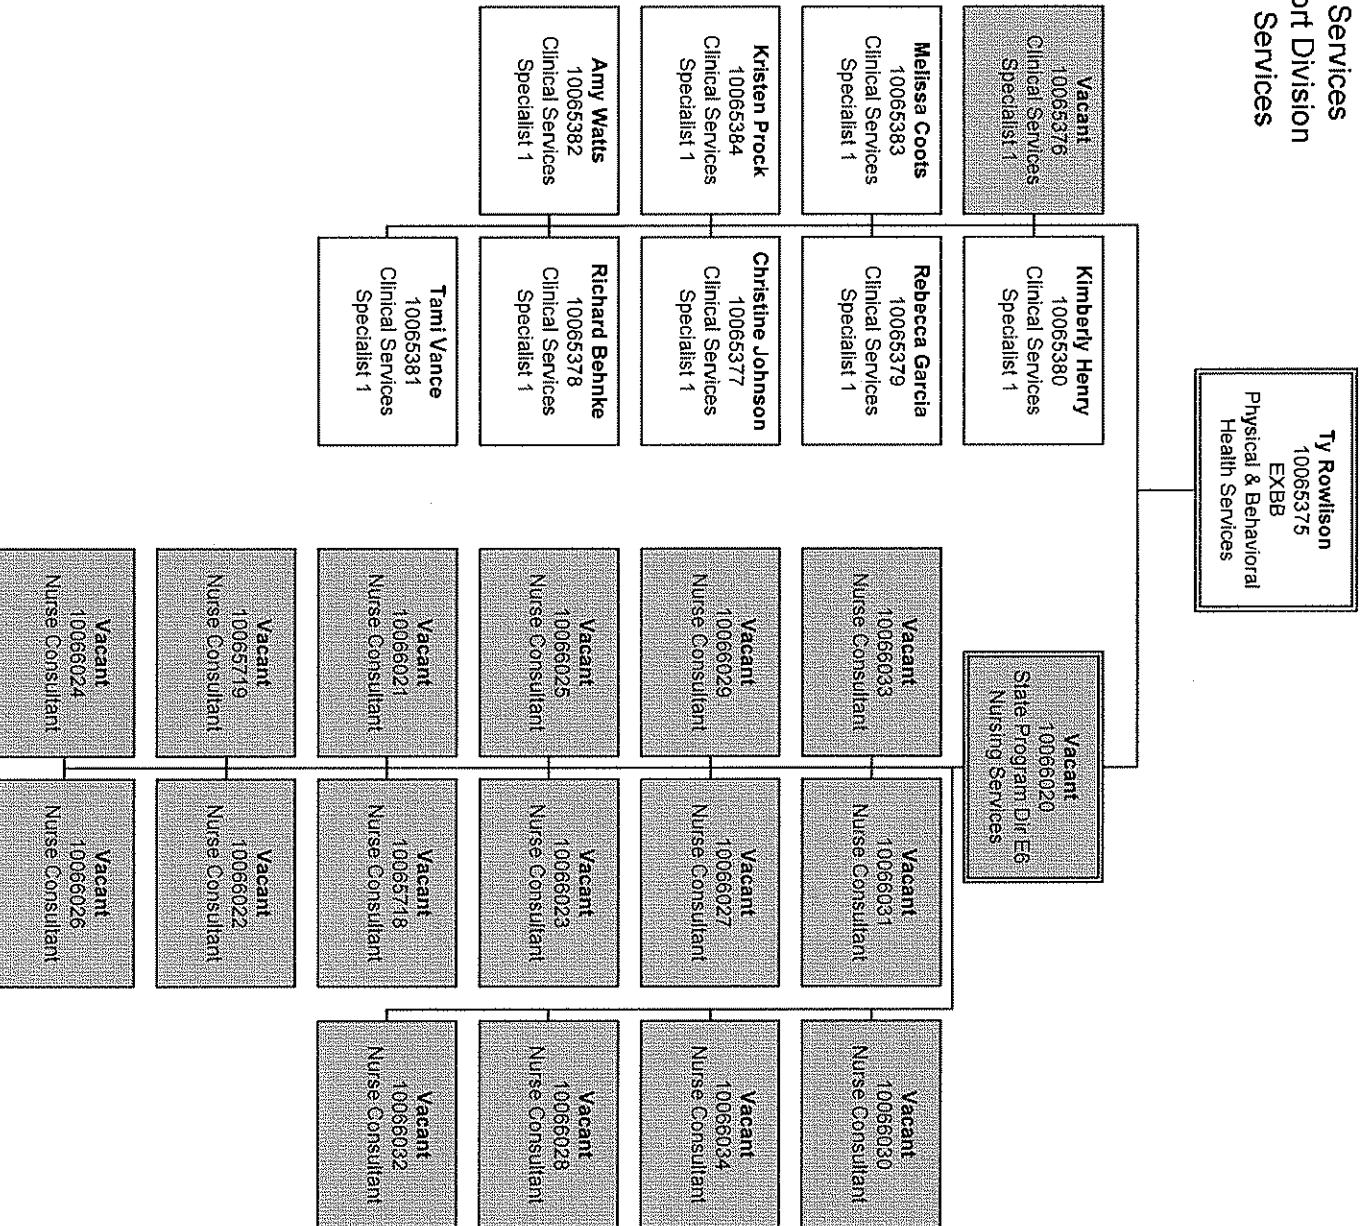 Services
ort Division
Services
Ty Rowlison
10065375
EXBB
Physical & Behavioral
Health Services
Vacant
10065376
Clinical Services
Specialist 1
Kimberly Henry
10065380
Clinical Services
Specialist 1
Vacant
10066020
State Program Dir E6
Nursing Services
Melissa Coots
10065383
Clinical Services
Specialist 1
Rebecca Garcia
10065379
Clinical Services
Specialist 1
Vacant
10066033
Nurse Consultant
Vacant
10066031
Nurse Consultant
Vacant
10066030
Nurse Consultant
Kristen Prock
10065384
Clinical Services
Specialist 1
Christine Johnson
10065377
Clinical Services
Specialist 1
Vacant
10066029
Nurse Consultant
Vacant
10066027
Nurse Consultant
Vacant
10066034
Nurse Consultant
Amy Watts
10065382
Clinical Services
Specialist 1
Richard Behnke
10065378
Clinical Services
Specialist 1
Vacant
10066025
Nurse Consultant
Vacant
10066023
Nurse Consultant
Vacant
10066028
Nurse Consultant
Tami Vance
10065381
Clinical Services
Specialist 1
Vacant
10066021
Nurse Consultant
Vacant
10065718
Nurse Consultant
Vacant
10066032
Nurse Consultant
Vacant
10065719
Nurse Consultant
Vacant
10066022
Nurse Consultant
Vacant
10066024
Nurse Consultant
Vacant
10066026
Nurse Consultant